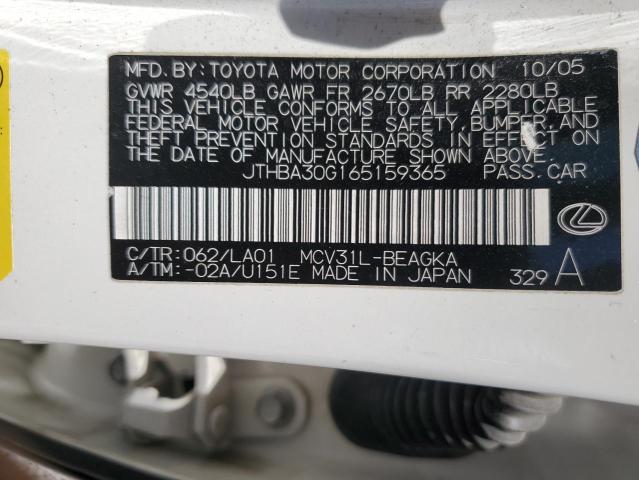 MFD. BY: TOYOTA MOTOR CORPORATION 10/05
GVWR 4540LB GAWR FR 2670LB RR 2280LB
THIS VEHICLE CONFORMS TO ALL APPLICABLE
FEDERAL MOTOR VEHICLE SAFETY, BUMPER AND
THEFT PREVENTION STANDARDS IN EFFECT ON
THE DATE OF MANUFACTURE SHOWN ABOVE.
JTHBA30G165159365 PASS. CAR
C/TR: 062/LA01 MCV31L-BEAGKA
A/TM: -02A/U151E MADE IN JAPAN 329 A